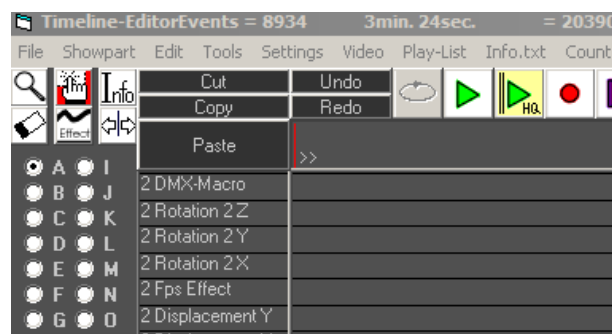 Timeline-EditorEvents = 8934 3min. 24sec. = 20390
File Showpart Edit Tools Settings Video Play-List Info.txt Count
Info Cut Undo
Copy Redo HQ
Effect Paste >>
A I 2 DMX-Macro
B J 2 Rotation 2 Z
C K 2 Rotation 2 Y
D L 2 Rotation 2 X
E M 2 Fps Effect
F N 2 Displacement Y
G O